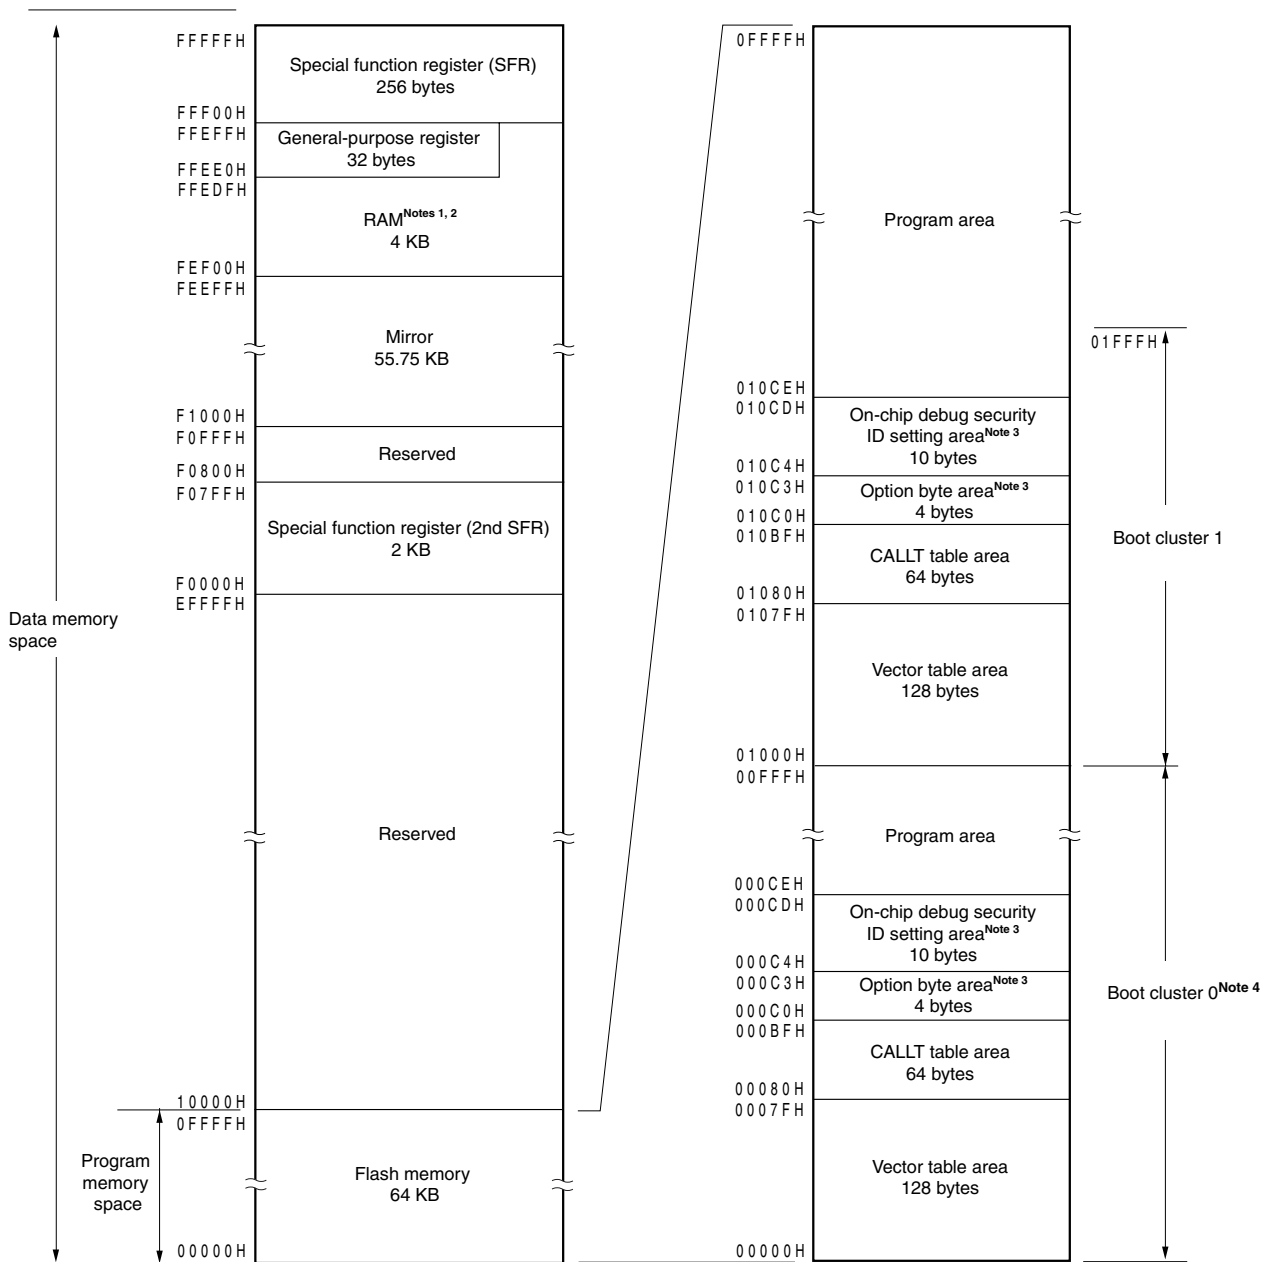 FFFFFH
Special function register (SFR)
256 bytes
FFF00H
FFEFFH
General-purpose register
32 bytes
FFEE0H
FFEDFH
RAMNotes 1, 2
4 KB
FEF00H
FEEFFH
Mirror
55.75 KB
F1000H
F0FFFH
Reserved
F0800H
F07FFH
Special function register (2nd SFR)
2 KB
F0000H
EFFFFH
Data memory
space
Reserved
10000H
0FFFFH
Program
memory
space
Flash memory
64 KB
00000H
0FFFFH
Program area
01FFFH
010CEH
010CDH
On-chip debug security
ID setting areaNote 3
10 bytes
010C4H
010C3H
Option byte areaNote 3
4 bytes
010C0H
010BFH
CALLT table area
64 bytes
Boot cluster 1
01080H
0107FH
Vector table area
128 bytes
01000H
00FFFH
Program area
000CEH
000CDH
On-chip debug security
ID setting areaNote 3
10 bytes
000C4H
000C3H
Option byte areaNote 3
4 bytes
Boot cluster 0Note 4
000C0H
000BFH
CALLT table area
64 bytes
00080H
0007FH
Vector table area
128 bytes
00000H